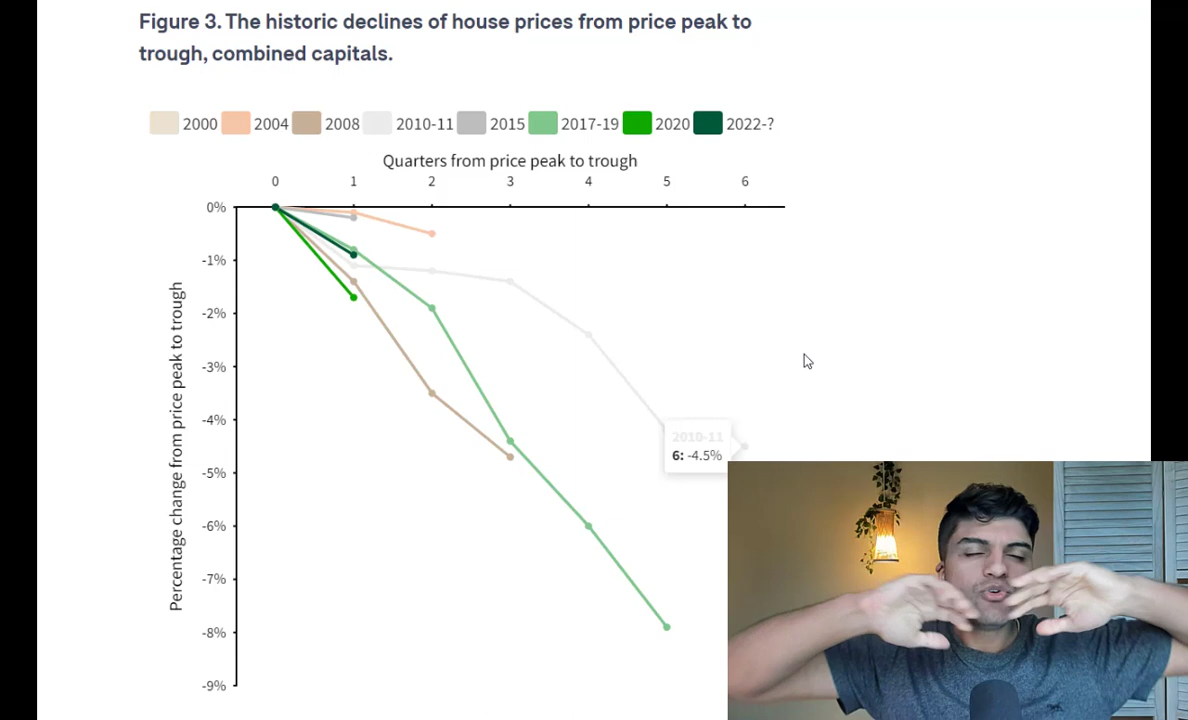 Figure 3. The historic declines of house prices from price peak to
trough, combined capitals.
2000 2004 2008 2010-11 2015 2017-19 2020 2022-?
Quarters from price peak to trough
0 1 2 3 4 5 6
0%
-1%
-2%
-3%
-4%
-5%
-6%
-7%
-8%
-9%
Percentage change from price peak to trough
2010-11
6: -4.5%